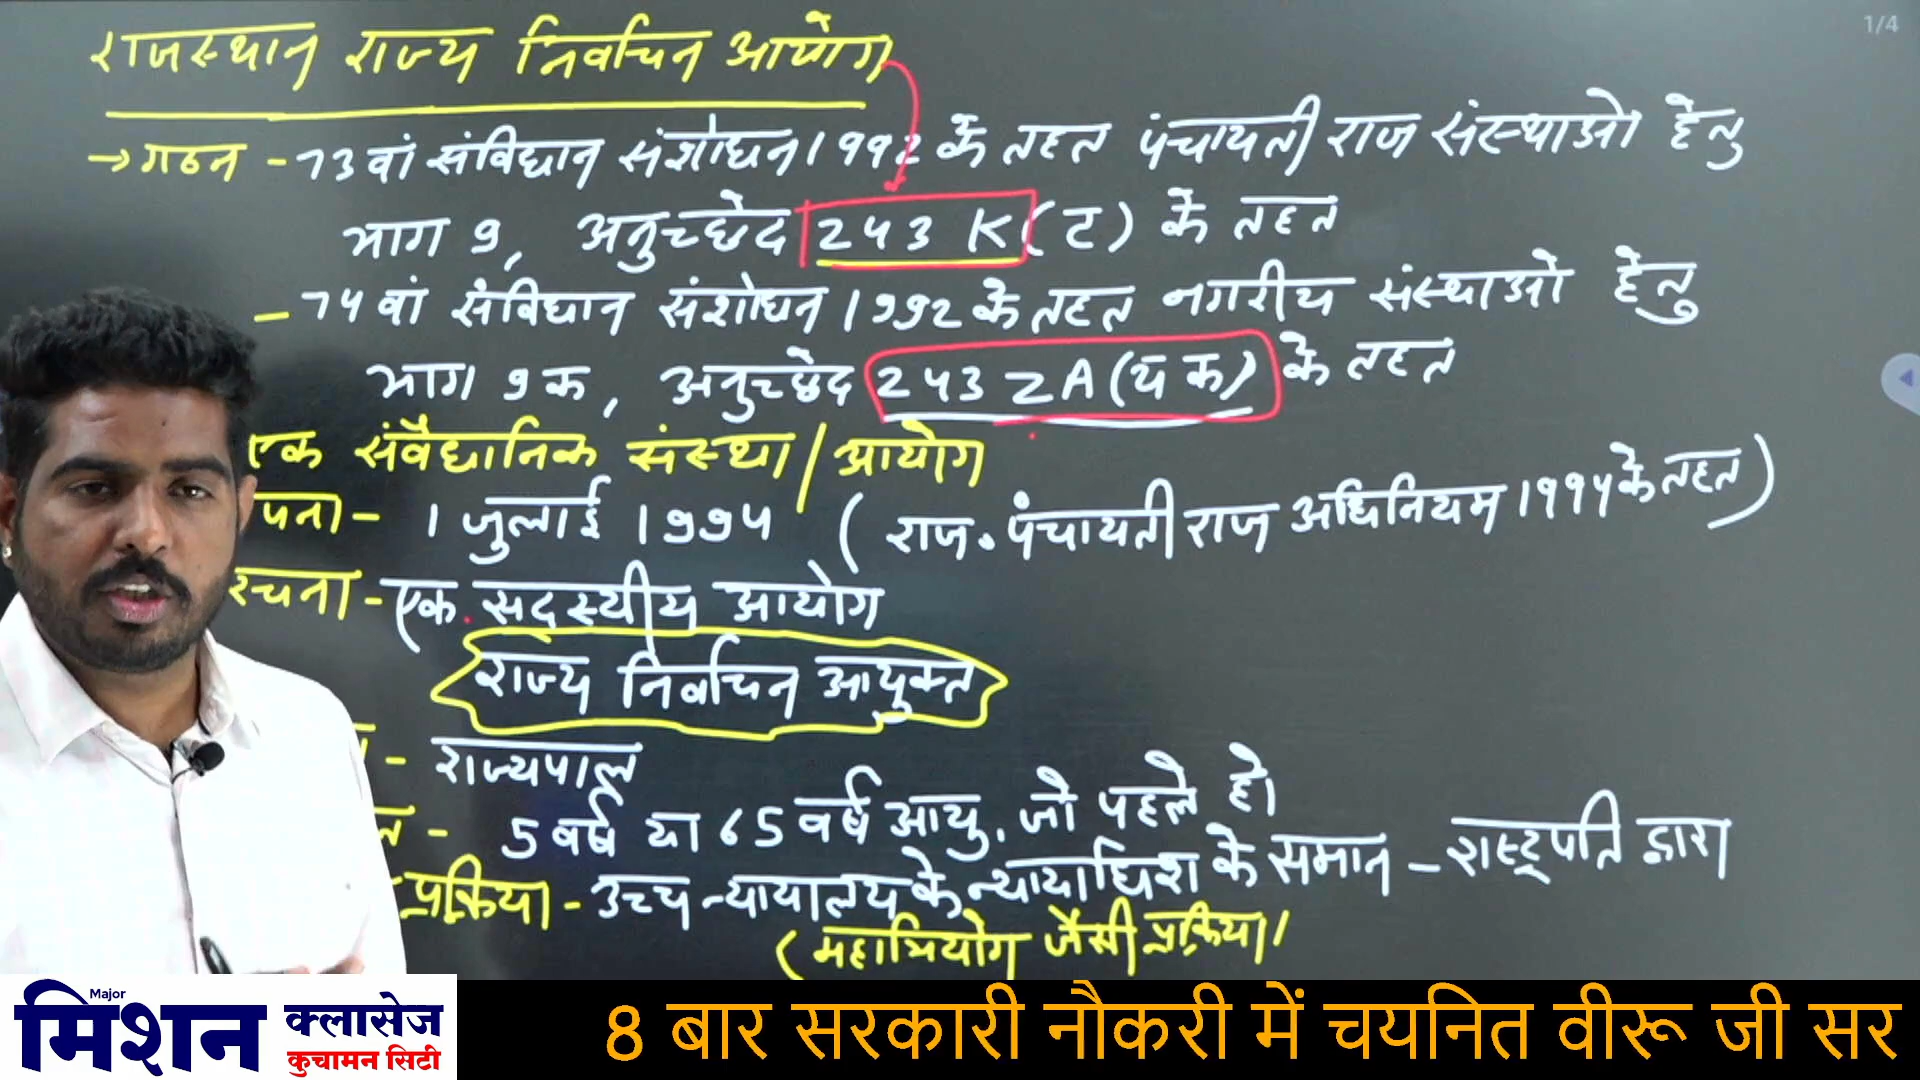 1/4
राजस्थान राज्य निर्वाचन आयोग
→ गठन - 73 वां संविधान संशोधन 1992 के तहत पंचायती राज संस्थाओं हेतु
भाग 9, अनुच्छेद 243 K (ट) के तहत
- 74 वां संविधान संशोधन 1992 के तहत नगरीय संस्थाओं हेतु
भाग 9 क, अनुच्छेद 243 Z A (य क) के तहत
एक संवैधानिक संस्था / आयोग
पना - 1 जुलाई 1994 ( राज. पंचायती राज अधिनियम 1994 के तहत )
रचना - एक सदस्यीय आयोग
राज्य निर्वाचन आयुक्त
- राज्यपाल
ल - 5 वर्ष या 65 वर्ष आयु. जो पहले हो।
प्रक्रिया - उच्च न्यायालय के न्यायाधिश के समान - राष्ट्रपति द्वारा
( महाभियोग जैसी प्रक्रिया।
Major
मिशन क्लासेज
कुचामन सिटी
8 बार सरकारी नौकरी में चयनित वीरू जी सर